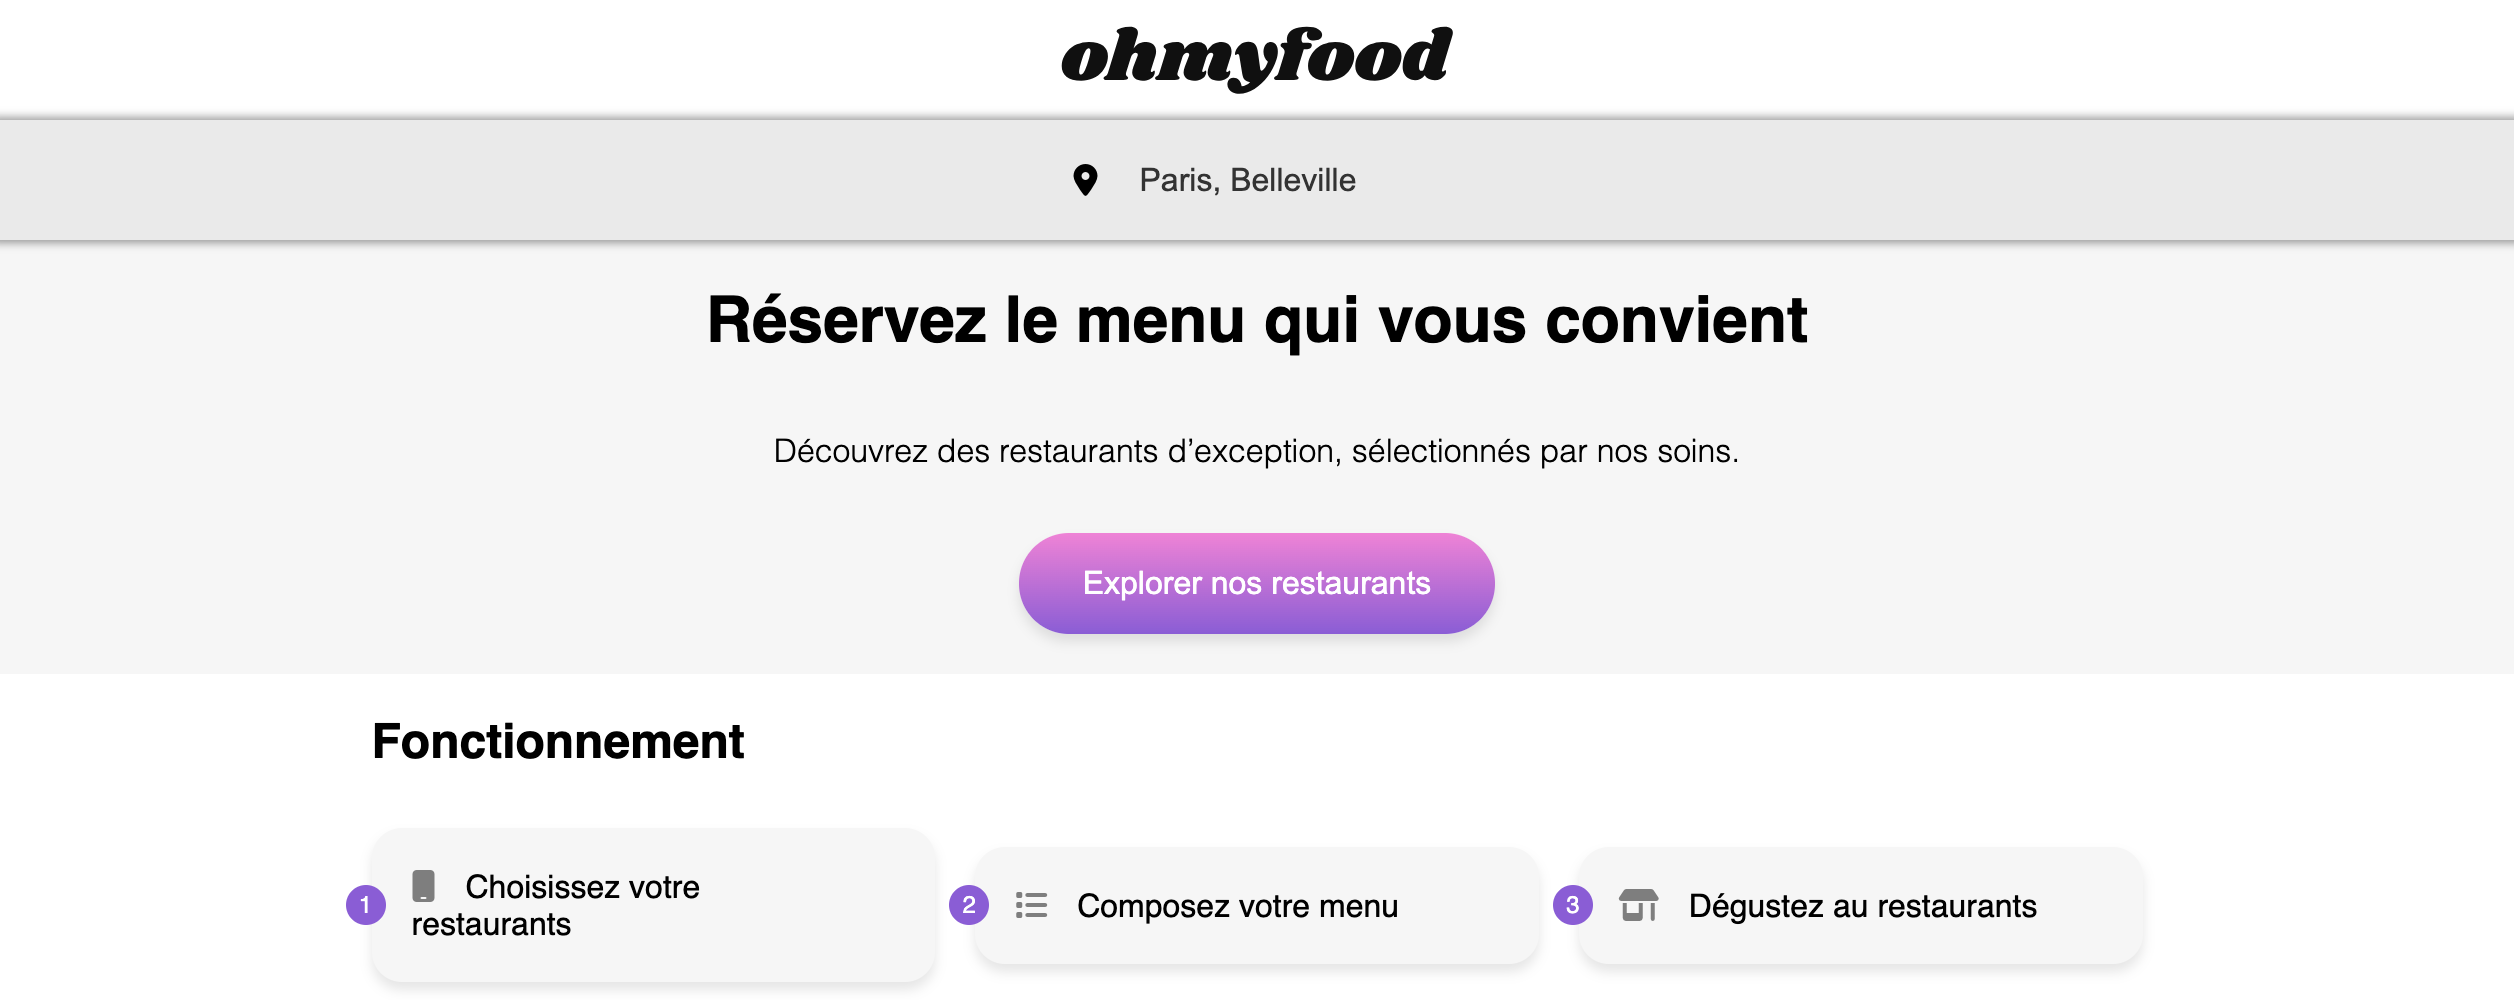 ohmyfood
Paris, Belleville
Réservez le menu qui vous convient
Découvrez des restaurants d’exception, sélectionnés par nos soins.
Explorer nos restaurants
Fonctionnement
1
Choisissez votre
restaurants
2
Composez votre menu
3
Dégustez au restaurants